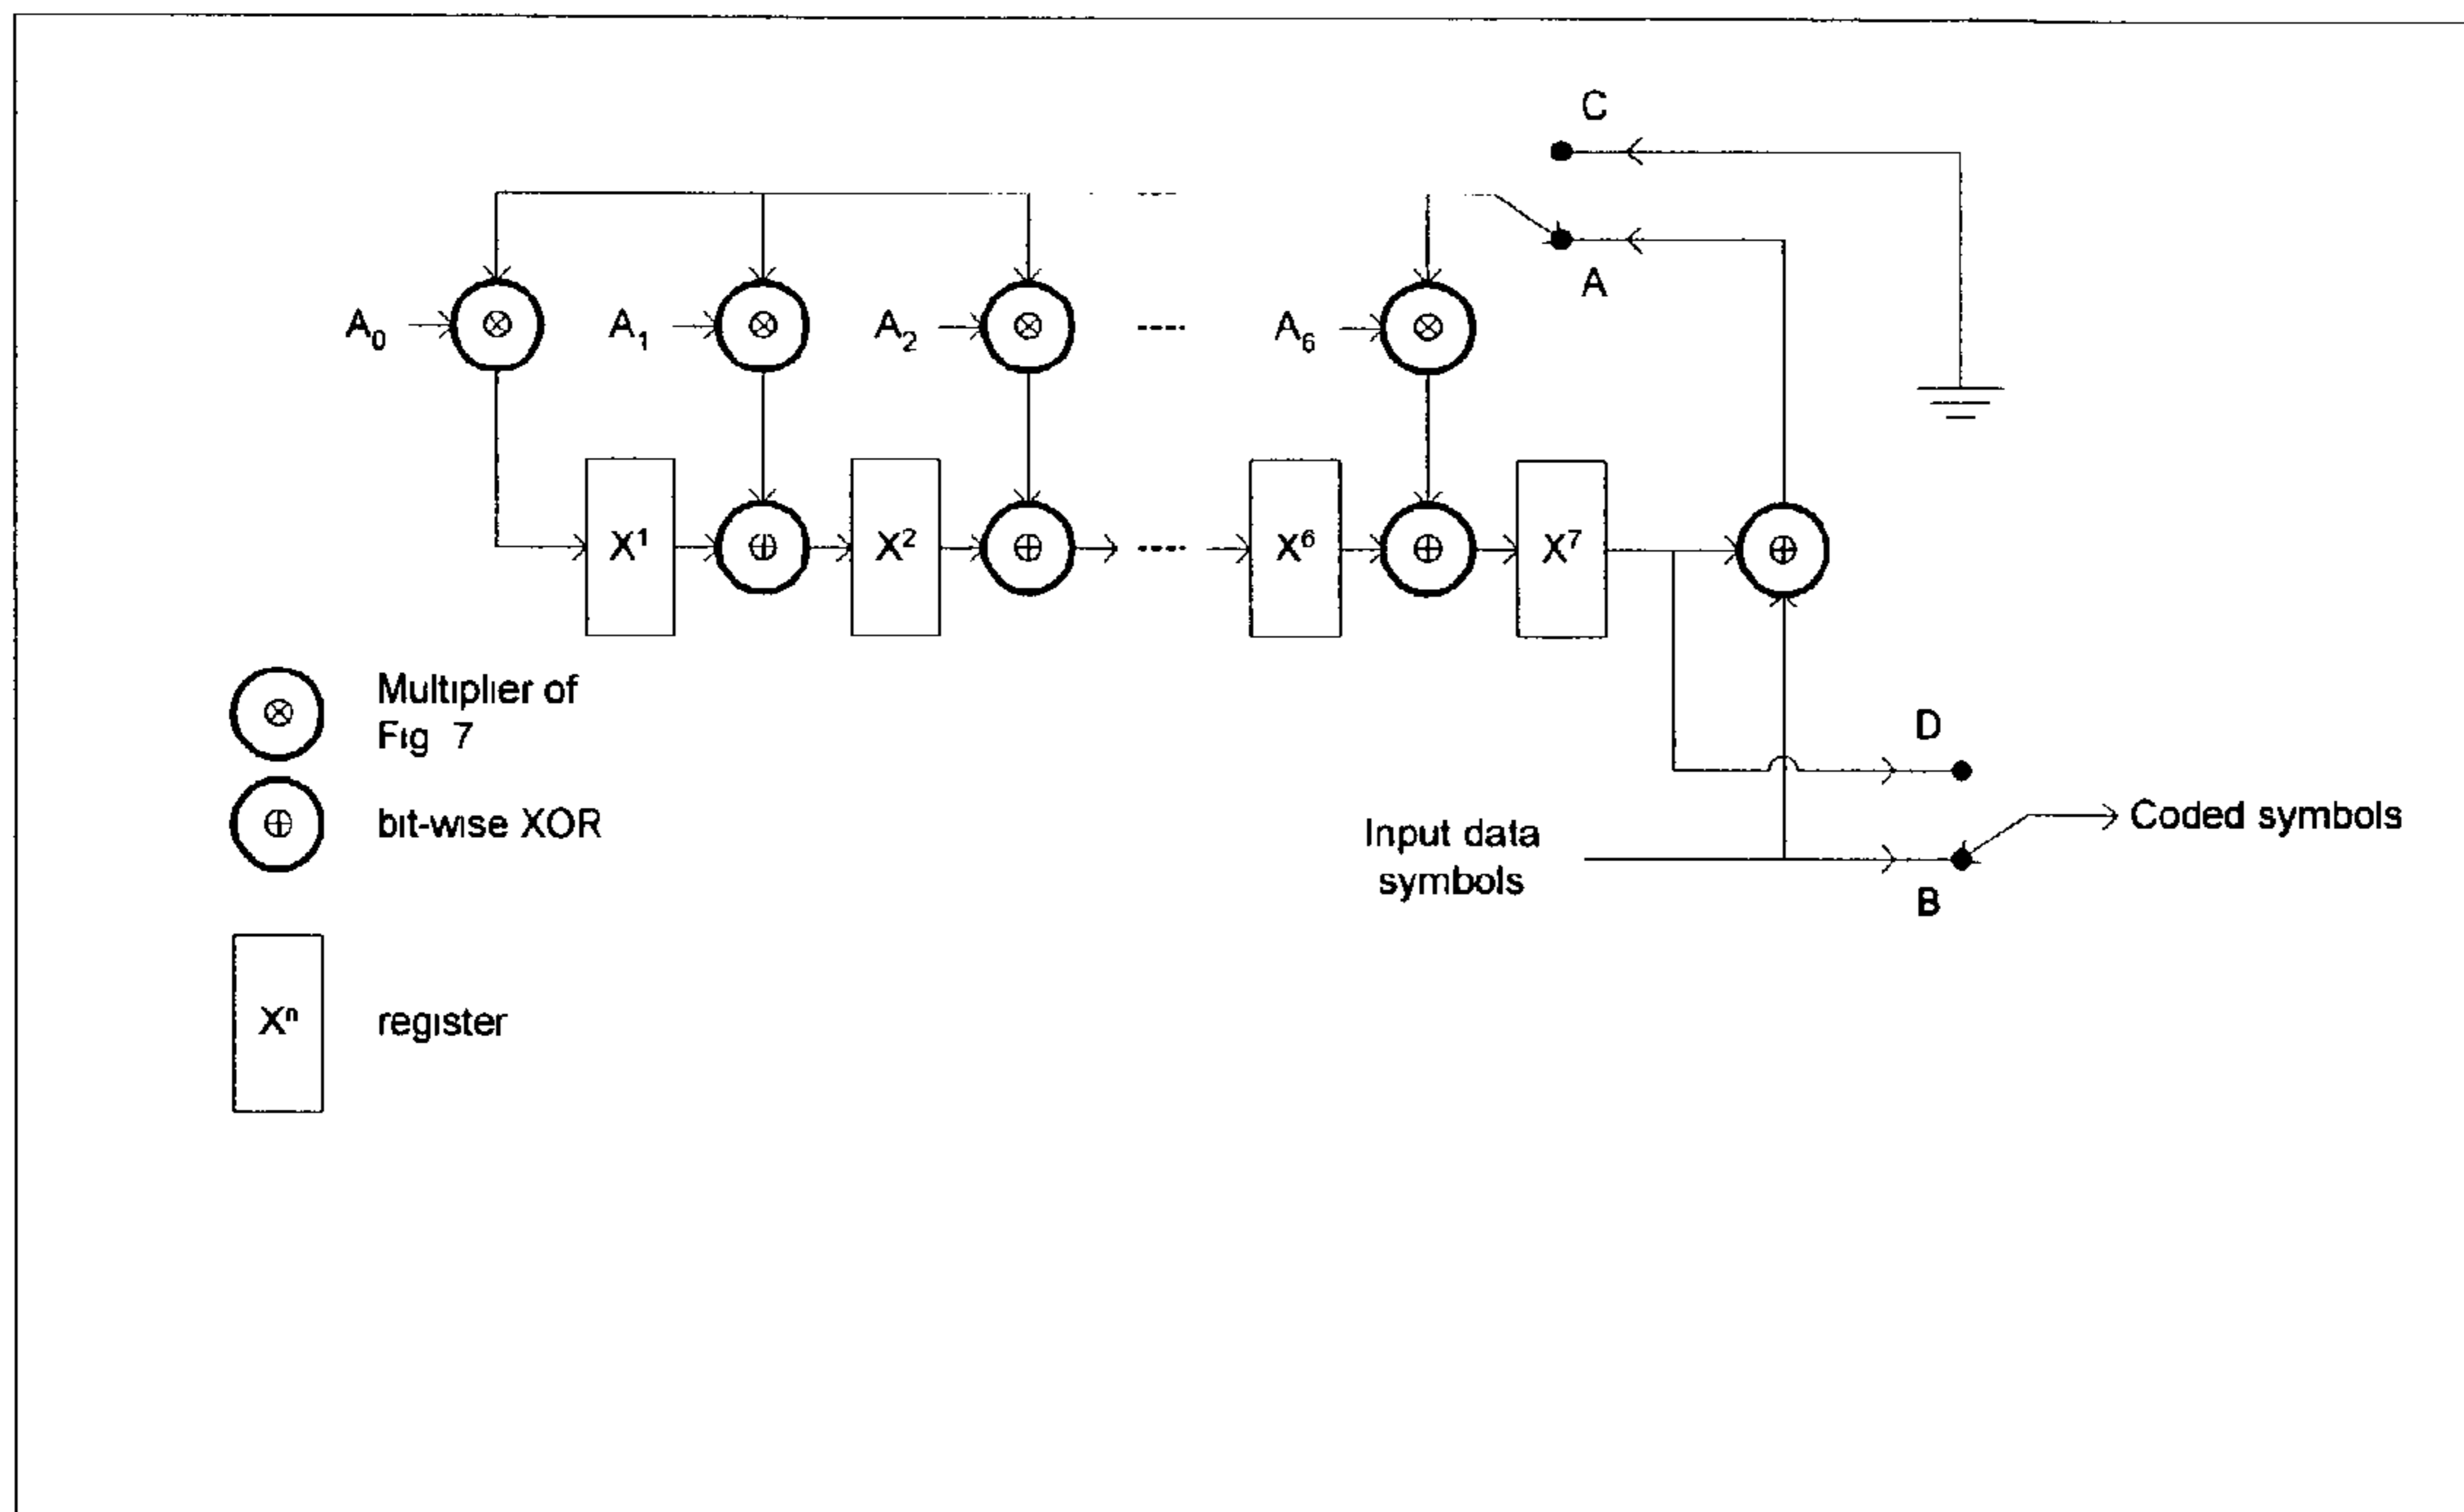 C
A
A₀
A₁
A₂
----
A₆
X¹
X²
----
X⁶
X⁷
Multiplier of
Fig 7
bit-wise XOR
Xⁿ
register
D
Input data
symbols
Coded symbols
B